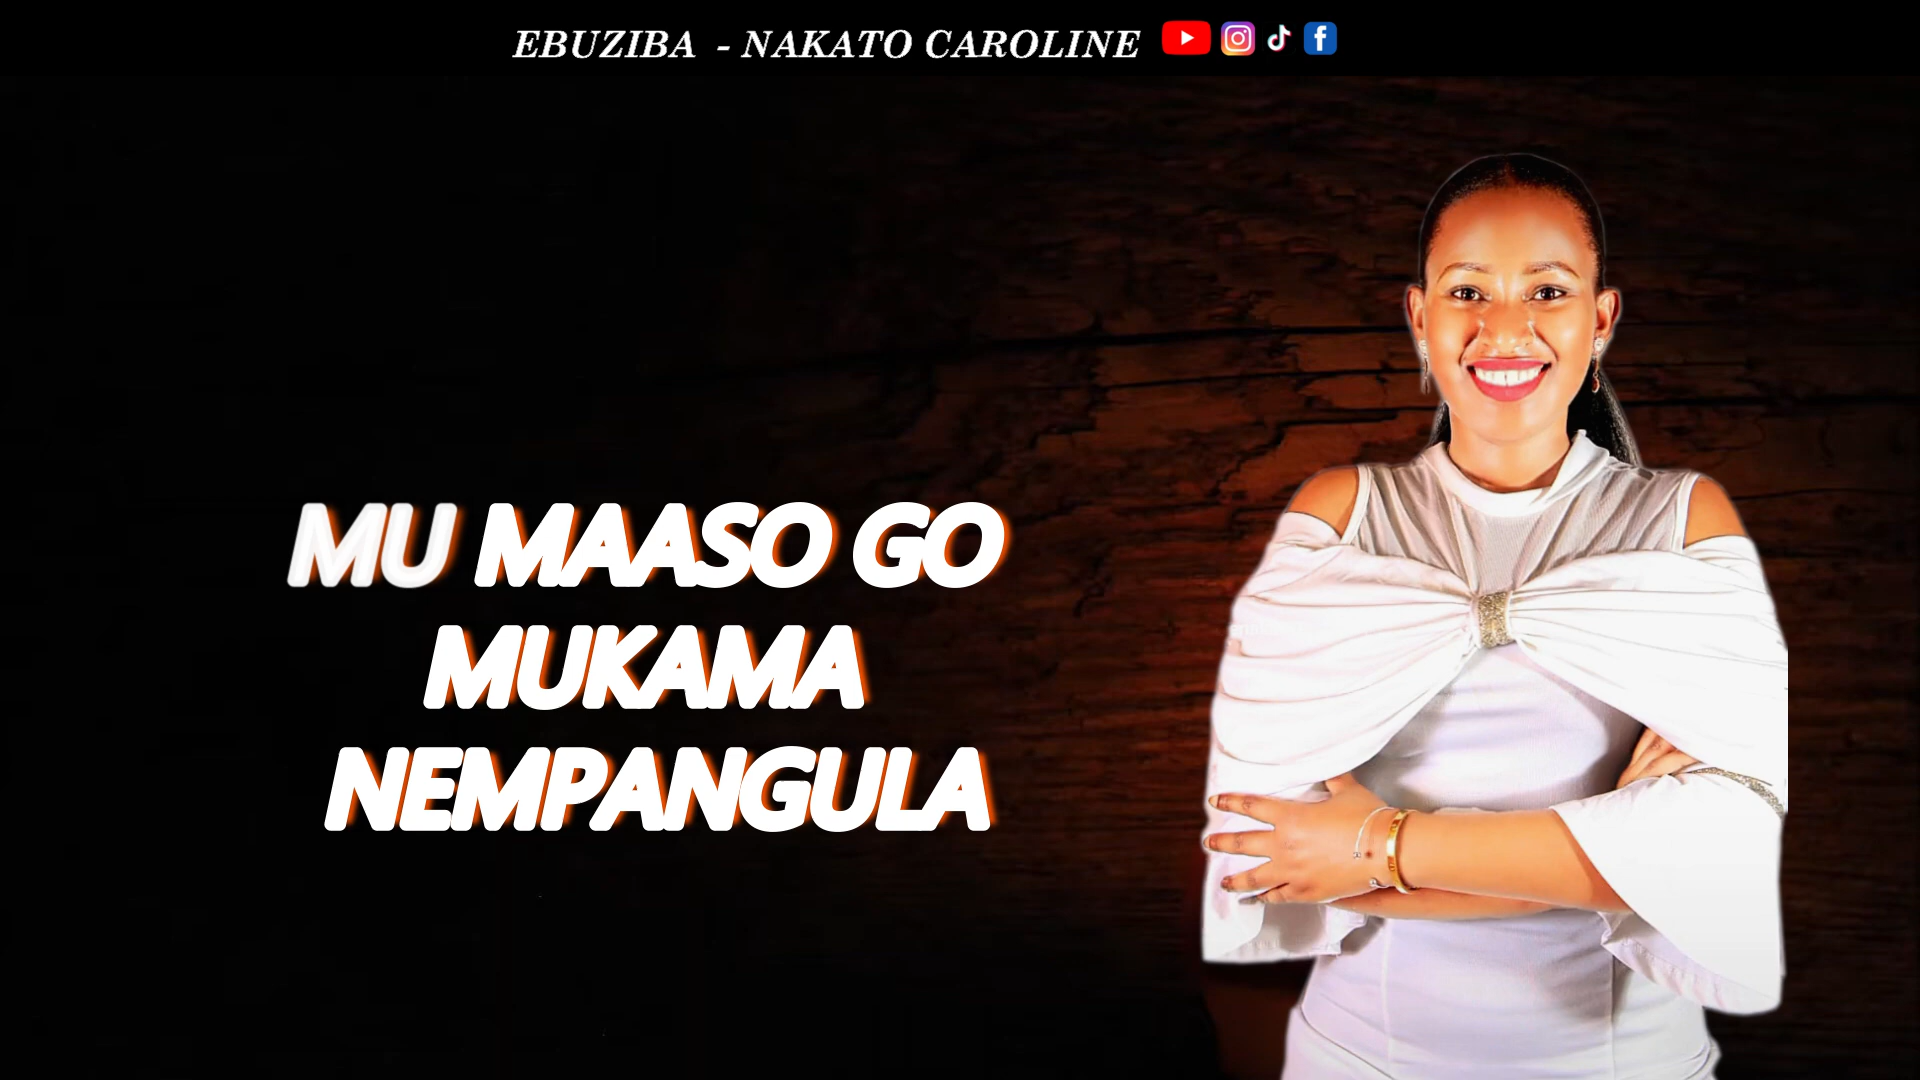 EBUZIBA - NAKATO CAROLINE
MU MAASO GO
MUKAMA
NEMPANGULA